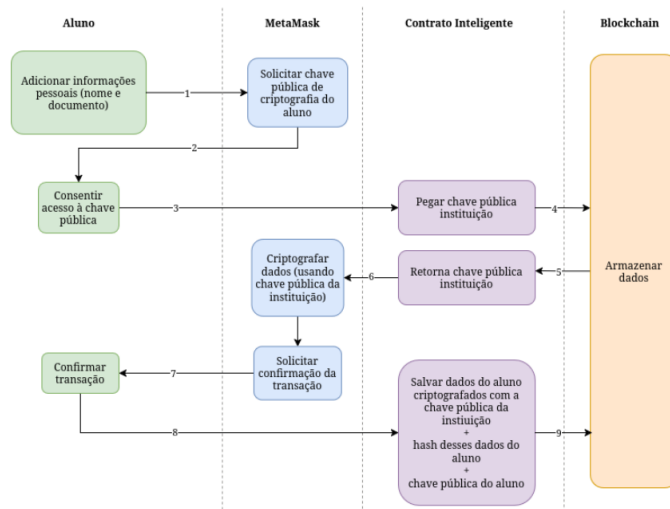 Aluno
MetaMask
Contrato Inteligente
Blockchain
Adicionar informações
pessoais (nome e
documento)
1
Solicitar chave
pública de
criptografia do
aluno
2
Consentir
acesso à chave
pública
3
Pegar chave pública
instituição
4
Armazenar
dados
5
Retorna chave pública
instituição
6
Criptografar
dados (usando
chave pública da
instituição)
Solicitar
confirmação da
transação
7
Confirmar
transação
8
Salvar dados do aluno
criptografados com a
chave pública da
instiuição
+
hash desses dados do
aluno
+
chave pública do aluno
9